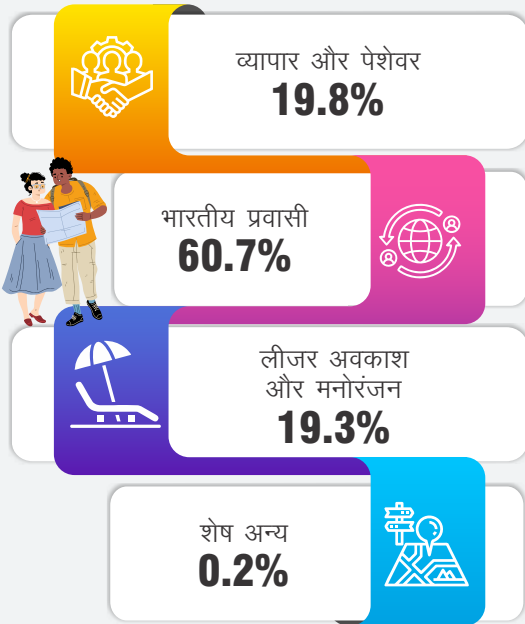 व्यापार और पेशेवर
19.8%
भारतीय प्रवासी
60.7%
लीजर अवकाश
और मनोरंजन
19.3%
शेष अन्य
0.2%